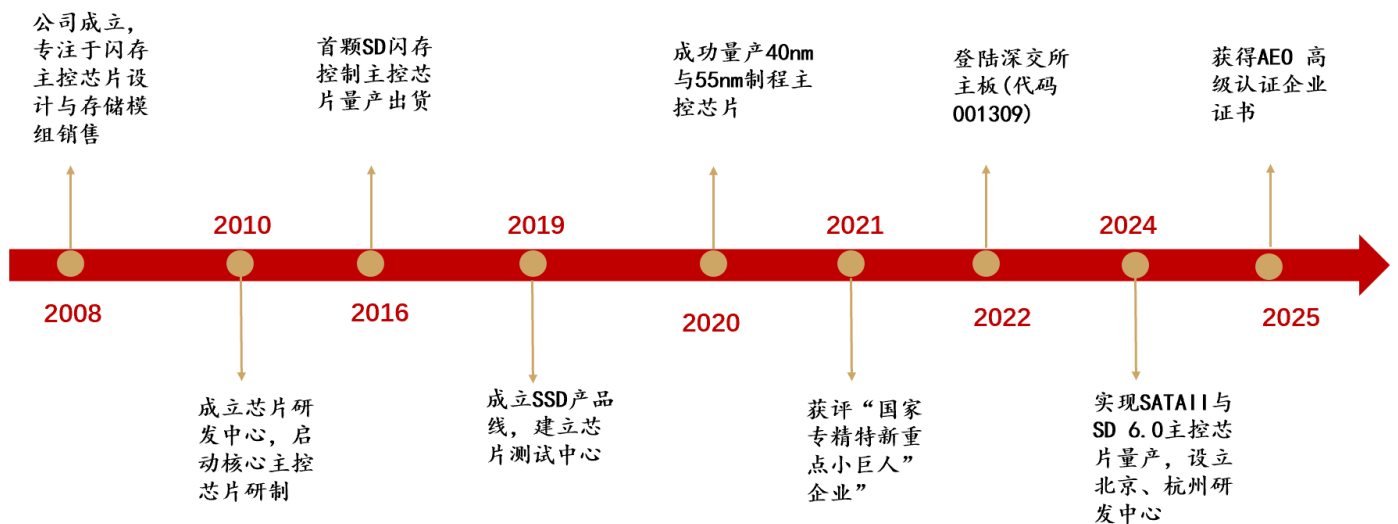 公司成立，
专注于闪存
主控芯片设
计与存储模
组销售
2008
2010
成立芯片研
发中心，启
动核心主控
芯片研制
首颗SD闪存
控制主控芯
片量产出货
2016
2019
成立SSD产品
线，建立芯
片测试中心
成功量产40nm
与55nm制程主
控芯片
2020
2021
获评“国家
专精特新重
点小巨人”
企业”
登陆深交所
主板(代码
001309)
2022
2024
实现SATAII与
SD 6.0主控芯
片量产，设立
北京、杭州研
发中心
获得AEO 高
级认证企业
证书
2025